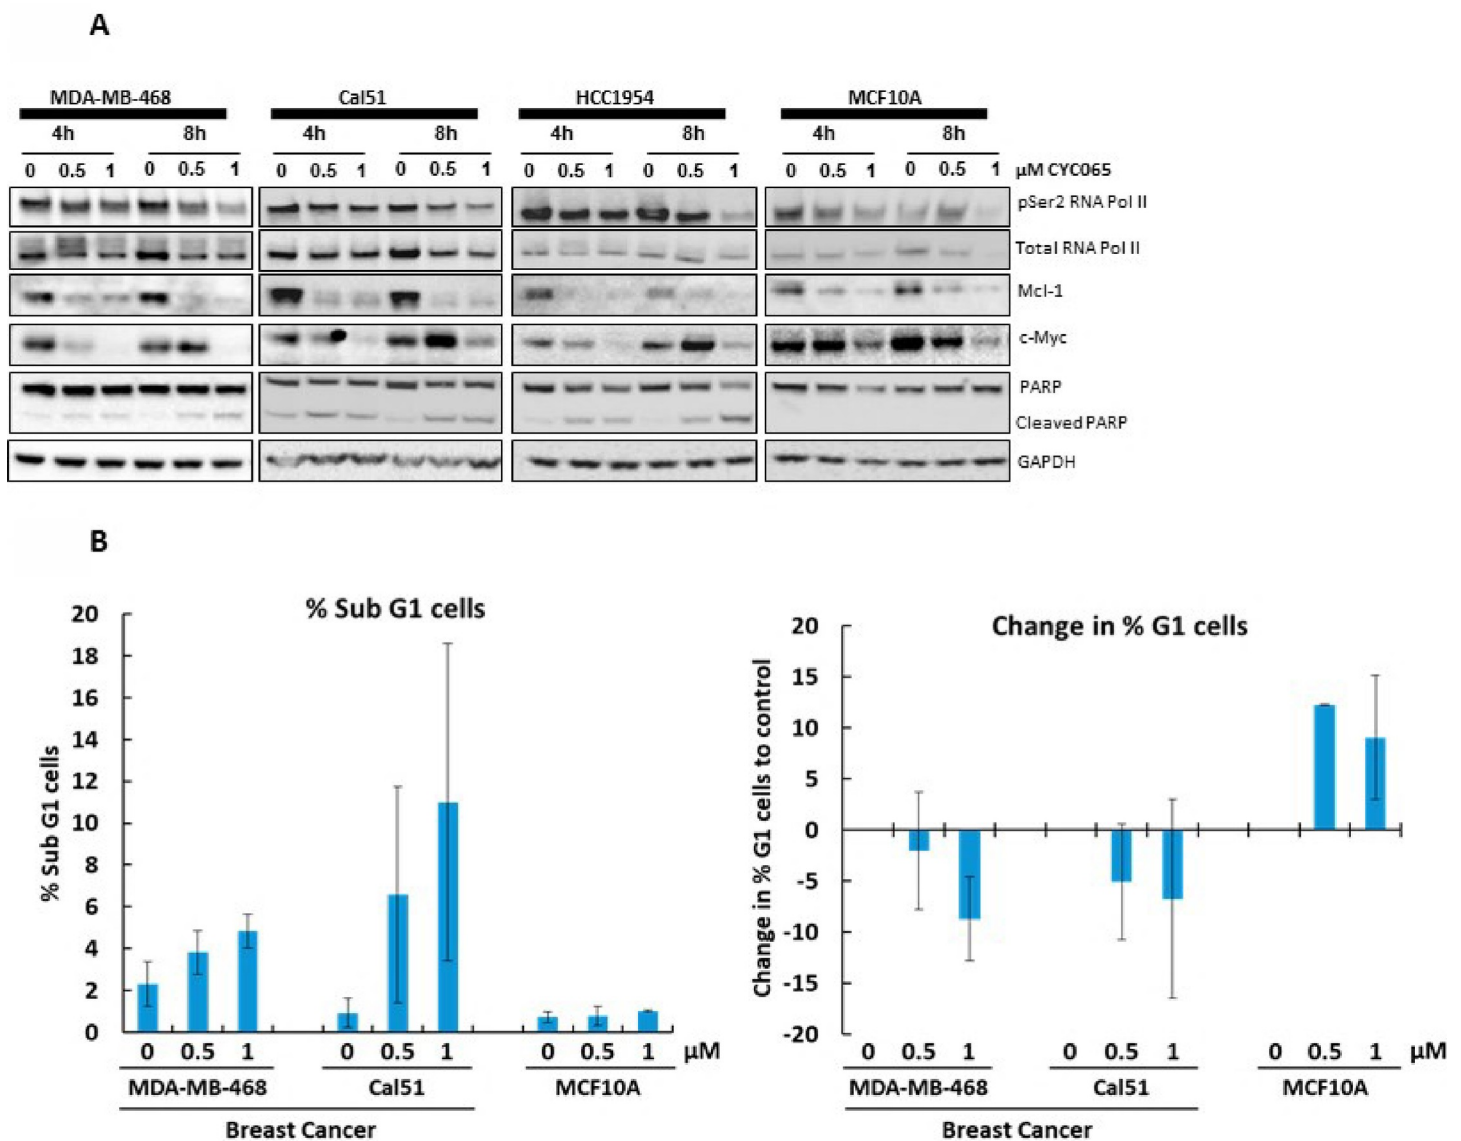 A
MDA-MB-468 Cal51 HCC1954 MCF10A
4h 8h 4h 8h 4h 8h 4h 8h
0 0.5 1 0 0.5 1 0 0.5 1 0 0.5 1 0 0.5 1 0 0.5 1 0 0.5 1 0 0.5 1 µM CYC065
pSer2 RNA Pol II
Total RNA Pol II
Mcl-1
c-Myc
PARP
Cleaved PARP
GAPDH
B
% Sub G1 cells
% Sub G1 cells
20
18
16
14
12
10
8
6
4
2
0
0 0.5 1 0 0.5 1 0 0.5 1 µM
MDA-MB-468 Cal51 MCF10A
Breast Cancer
Change in % G1 cells
Change in % G1 cells to control
20
15
10
5
0
-5
-10
-15
-20
0 0.5 1 0 0.5 1 0 0.5 1 µM
MDA-MB-468 Cal51 MCF10A
Breast Cancer